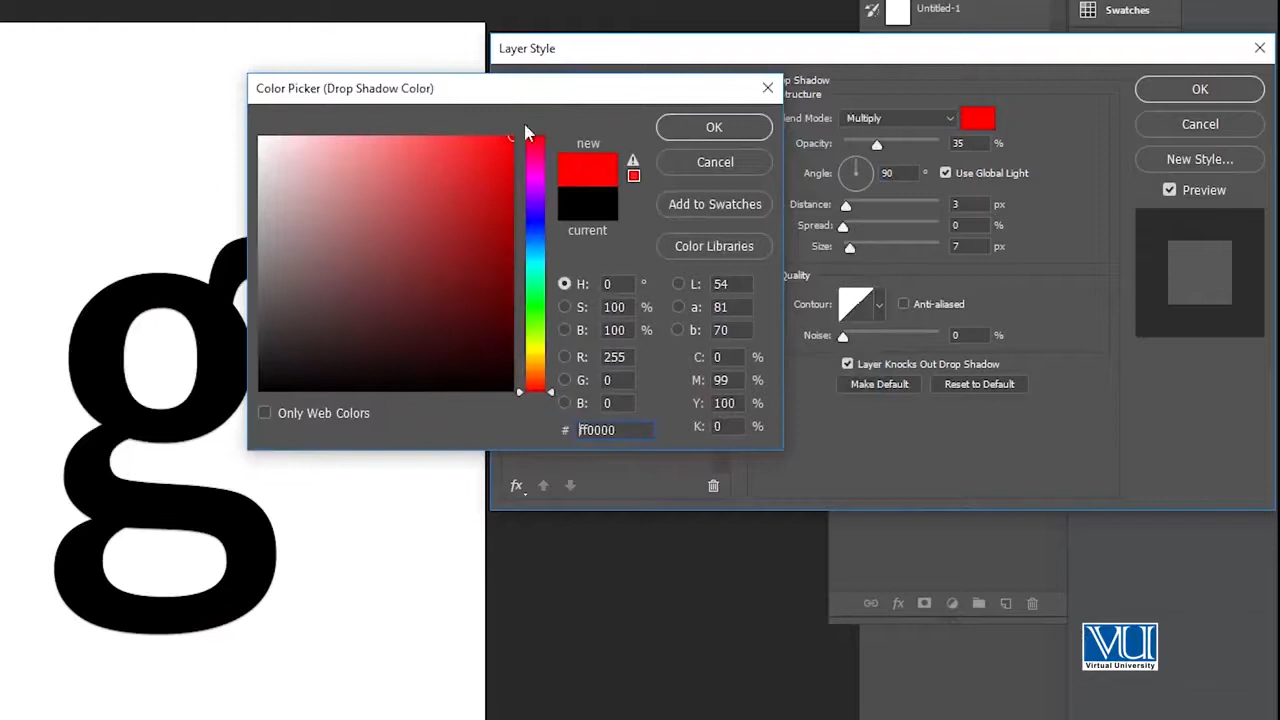 Untitled-1
Swatches
Layer Style
Color Picker (Drop Shadow Color)
new
current
OK
Cancel
Add to Swatches
Color Libraries
H: 0 °
S: 100 %
B: 100 %
R: 255
G: 0
B: 0
# ff0000
L: 54
a: 81
b: 70
C: 0 %
M: 99 %
Y: 100 %
K: 0 %
Only Web Colors
p Shadow
tructure
lend Mode: Multiply
Opacity: 35 %
Angle: 90 ° Use Global Light
Distance: 3 px
Spread: 0 %
Size: 7 px
Quality
Contour: Anti-aliased
Noise: 0 %
Layer Knocks Out Drop Shadow
Make Default Reset to Default
OK
Cancel
New Style...
Preview
fx
fx
g
VU
Virtual University